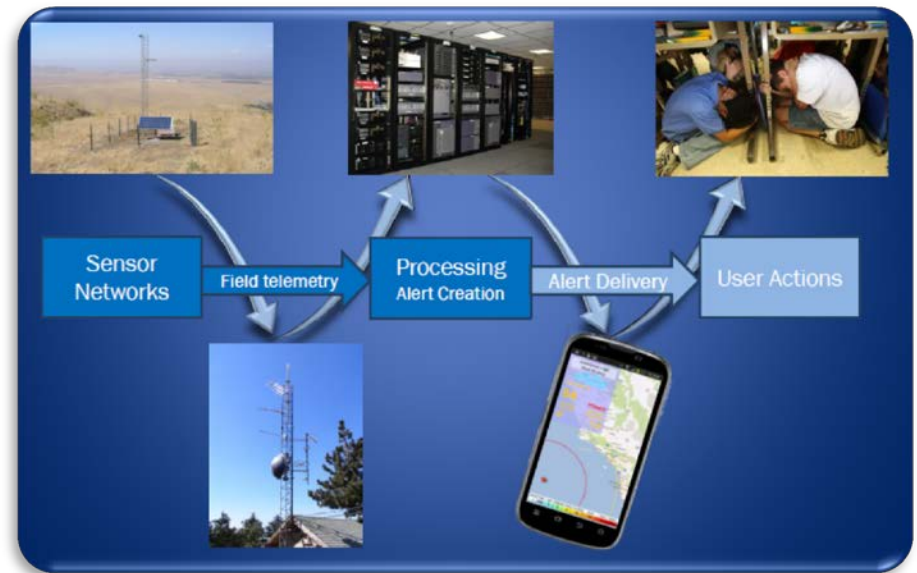 Sensor
Networks
Field telemetry
Processing
Alert Creation
Alert Delivery
User Actions